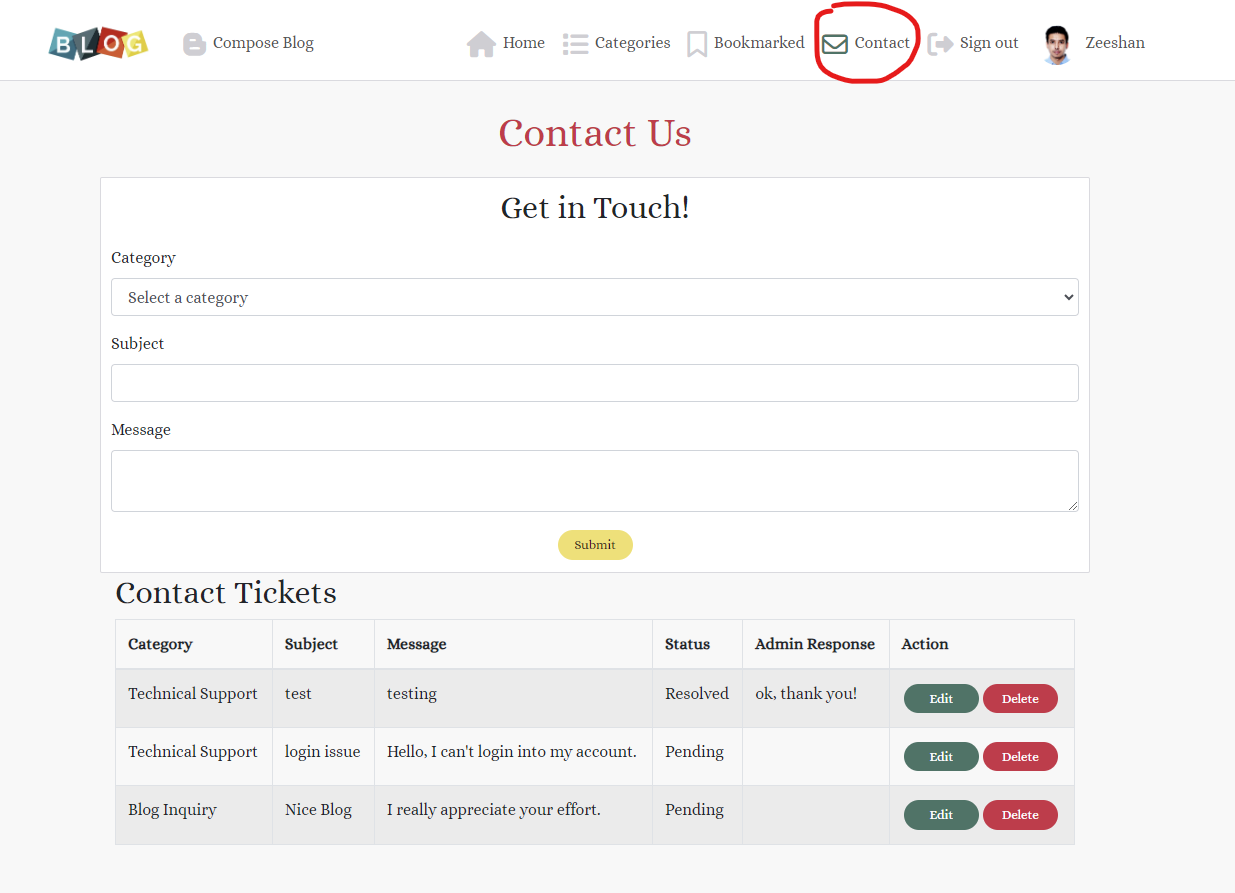 BLOG Compose Blog Home Categories Bookmarked Contact Sign out Zeeshan
Contact Us
Get in Touch!
Category
Select a category
Subject
Message
Submit
Contact Tickets
Category Subject Message Status Admin Response Action
Technical Support test testing Resolved ok, thank you! Edit Delete
Technical Support login issue Hello, I can't login into my account. Pending Edit Delete
Blog Inquiry Nice Blog I really appreciate your effort. Pending Edit Delete